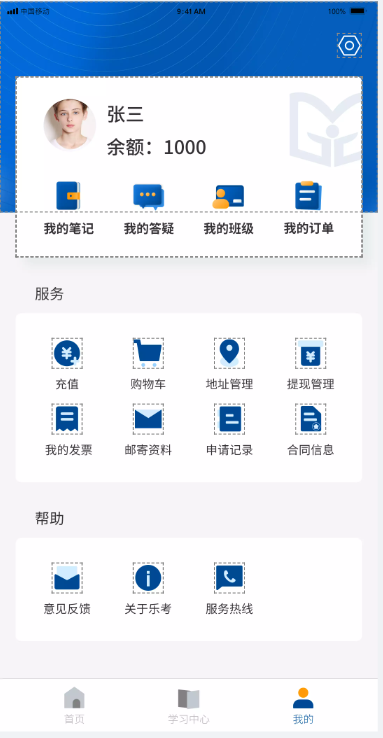 中国移动 9:41 AM 100%
张三
余额：1000
我的笔记 我的答疑 我的班级 我的订单
服务
充值 购物车 地址管理 提现管理
我的发票 邮寄资料 申请记录 合同信息
帮助
意见反馈 关于乐考 服务热线
首页 学习中心 我的